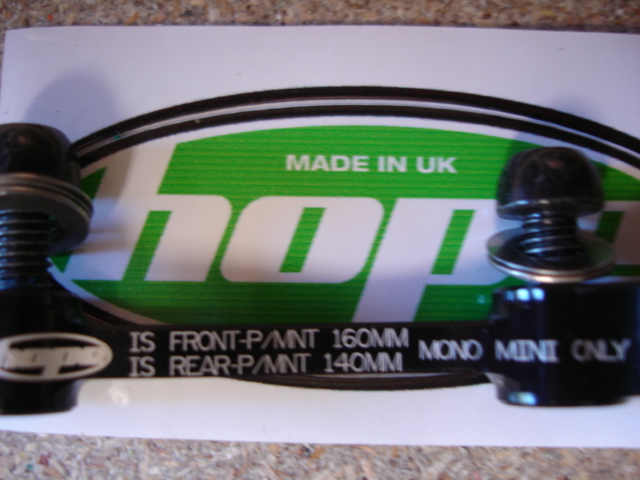 MADE IN UK
hope
hope IS FRONT-P/MNT 160MM
IS REAR-P/MNT 140MM
MONO MINI ONLY